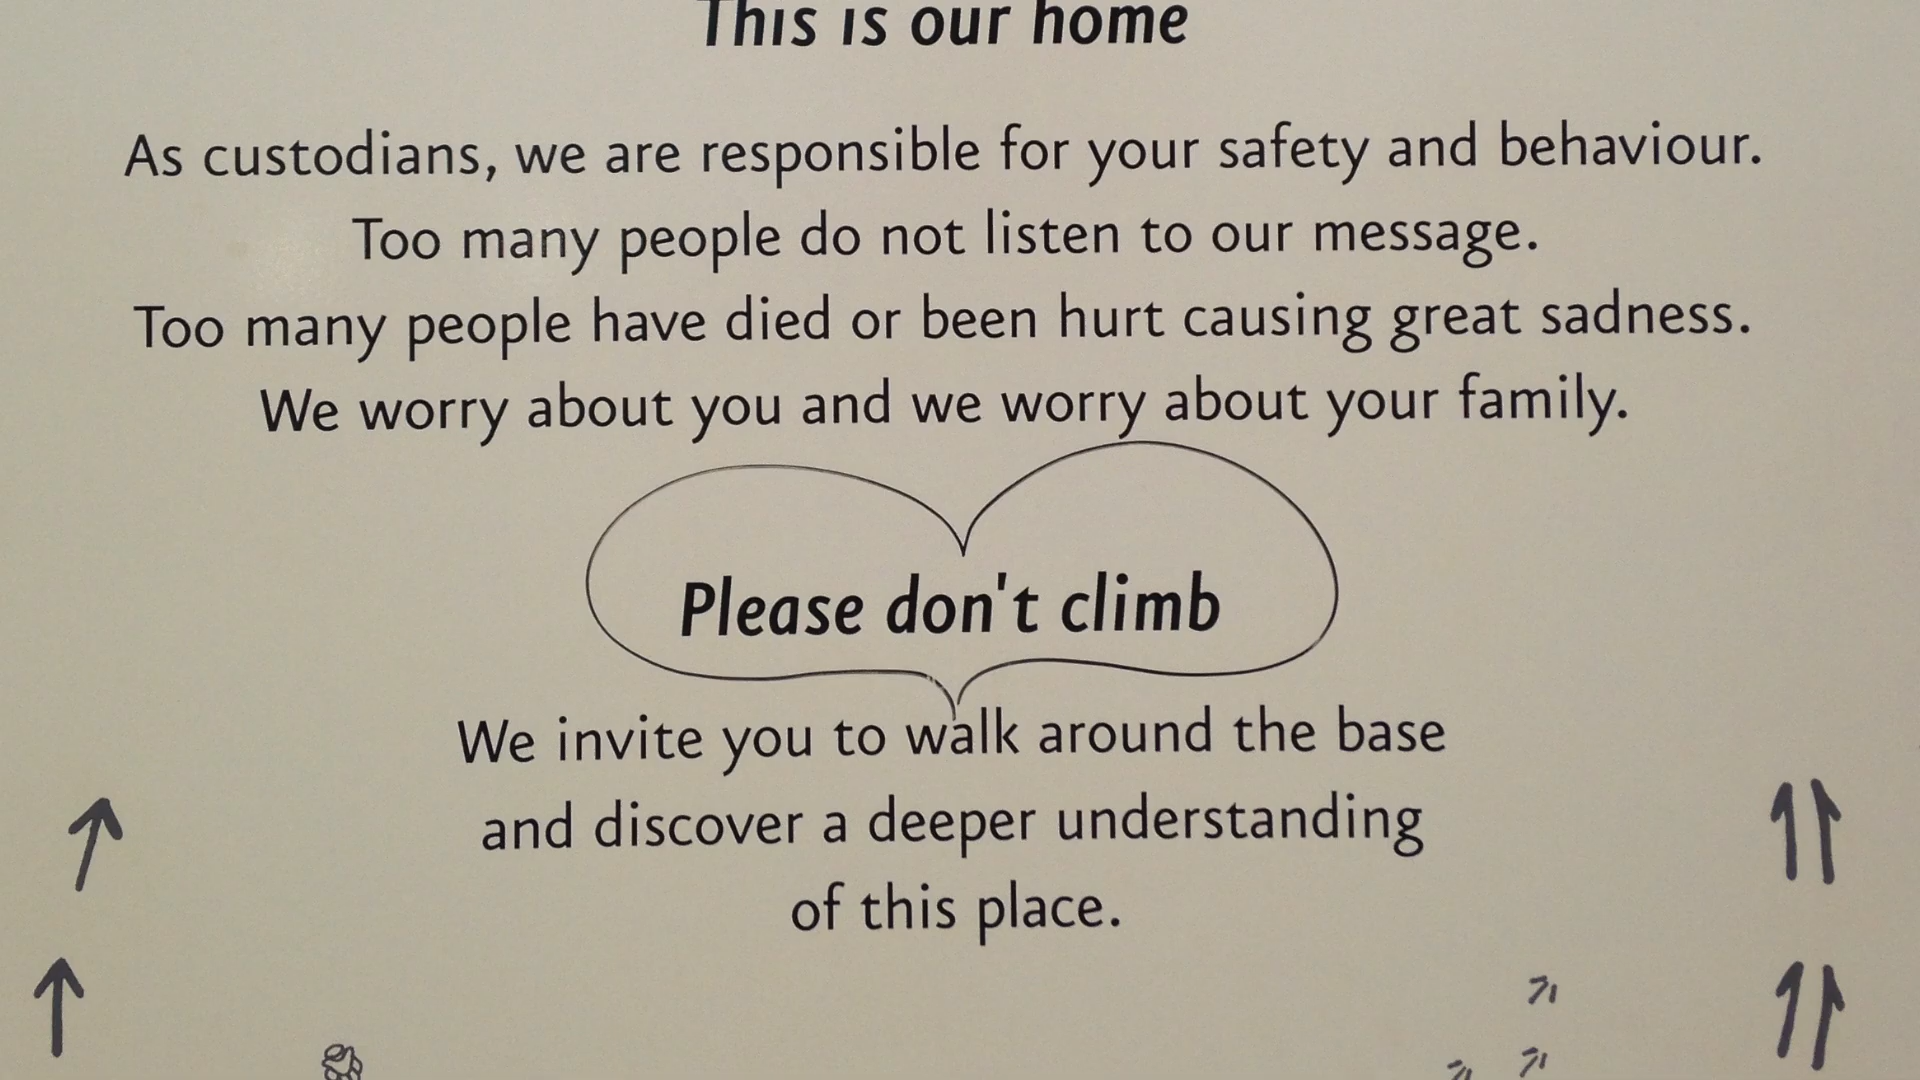 This is our home
As custodians, we are responsible for your safety and behaviour.
Too many people do not listen to our message.
Too many people have died or been hurt causing great sadness.
We worry about you and we worry about your family.
Please don't climb
We invite you to walk around the base
and discover a deeper understanding
of this place.